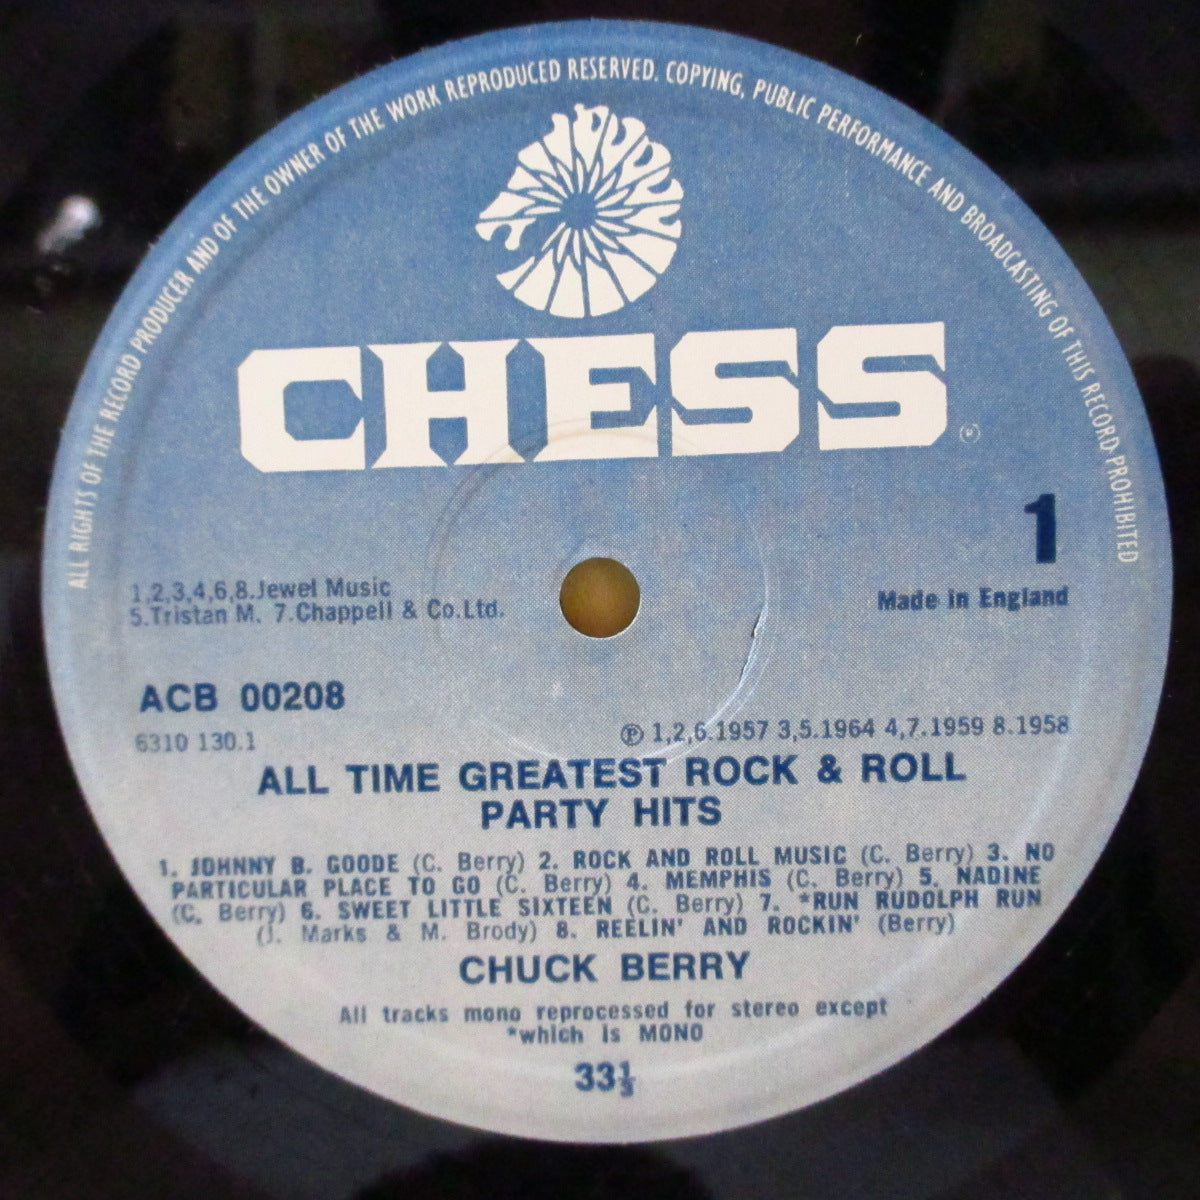 ALL RIGHTS OF THE RECORD PRODUCER AND OF THE OWNER OF THE WORK REPRODUCED RESERVED. COPYING, PUBLIC PERFORMANCE AND BROADCASTING OF THIS RECORD PROHIBITED
CHESS®
1
1,2,3,4,6,8.Jewel Music
5.Tristan M. 7.Chappell & Co.Ltd.
Made in England
ACB 00208
6310 130.1
℗ 1,2,6.1957 3,5.1964 4,7.1959 8.1958
ALL TIME GREATEST ROCK & ROLL
PARTY HITS
1. JOHNNY B. GOODE (C. Berry) 2. ROCK AND ROLL MUSIC (C. Berry) 3. NO
PARTICULAR PLACE TO GO (C. Berry) 4. MEMPHIS (C. Berry) 5. NADINE
(C. Berry) 6. SWEET LITTLE SIXTEEN (C. Berry) 7. *RUN RUDOLPH RUN
(J. Marks & M. Brody) 8. REELIN' AND ROCKIN' (Berry)
CHUCK BERRY
All tracks mono reprocessed for stereo except
*which is MONO
33⅓